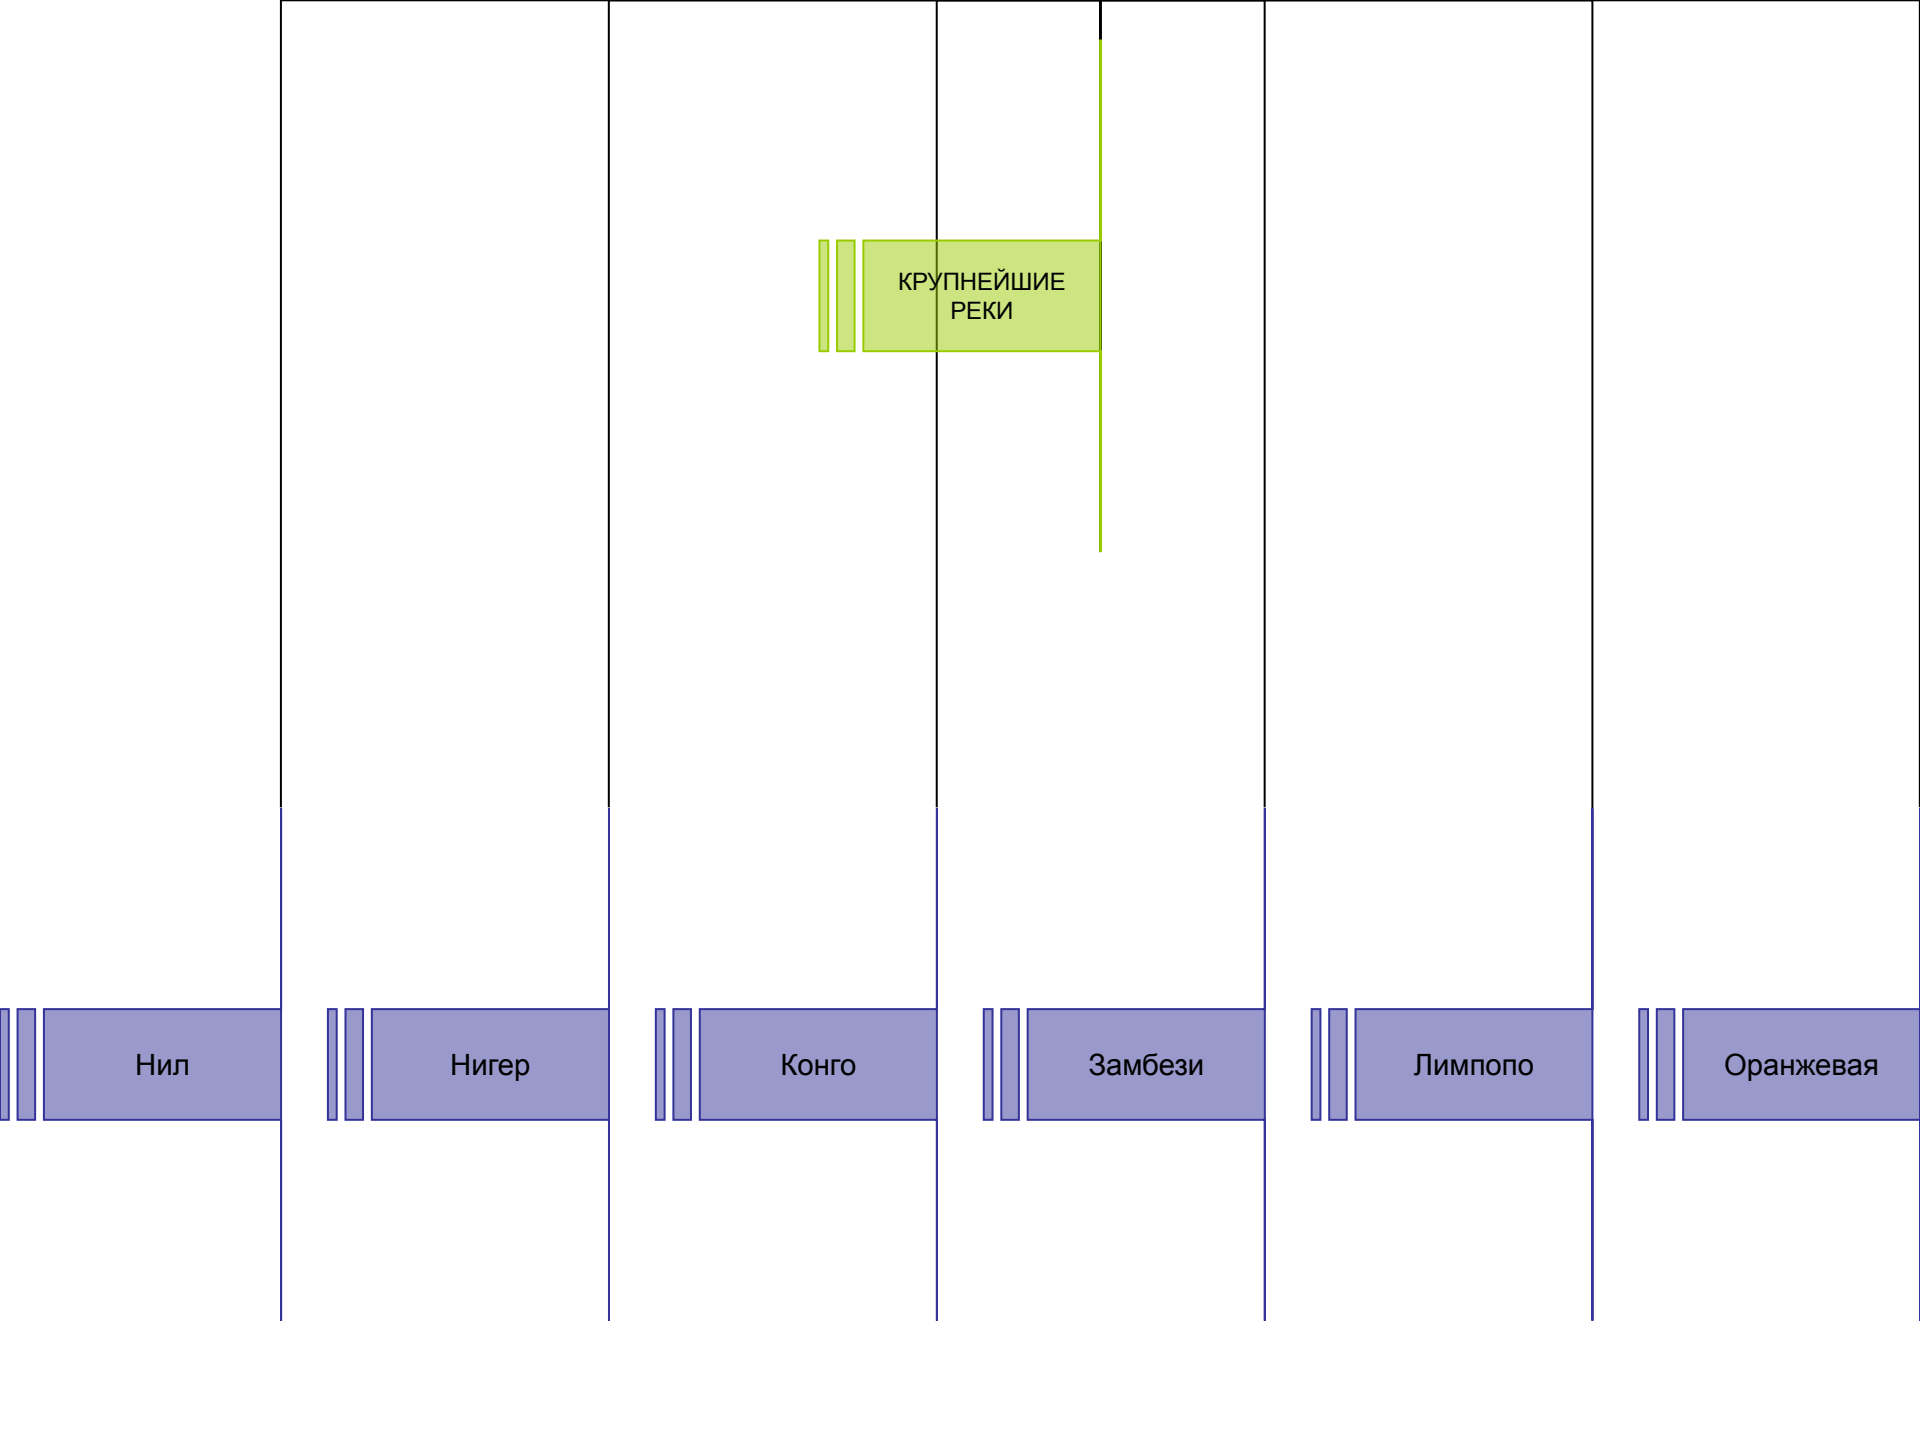 КРУПНЕЙШИЕ
РЕКИ
Нил
Нигер
Конго
Замбези
Лимпопо
Оранжевая